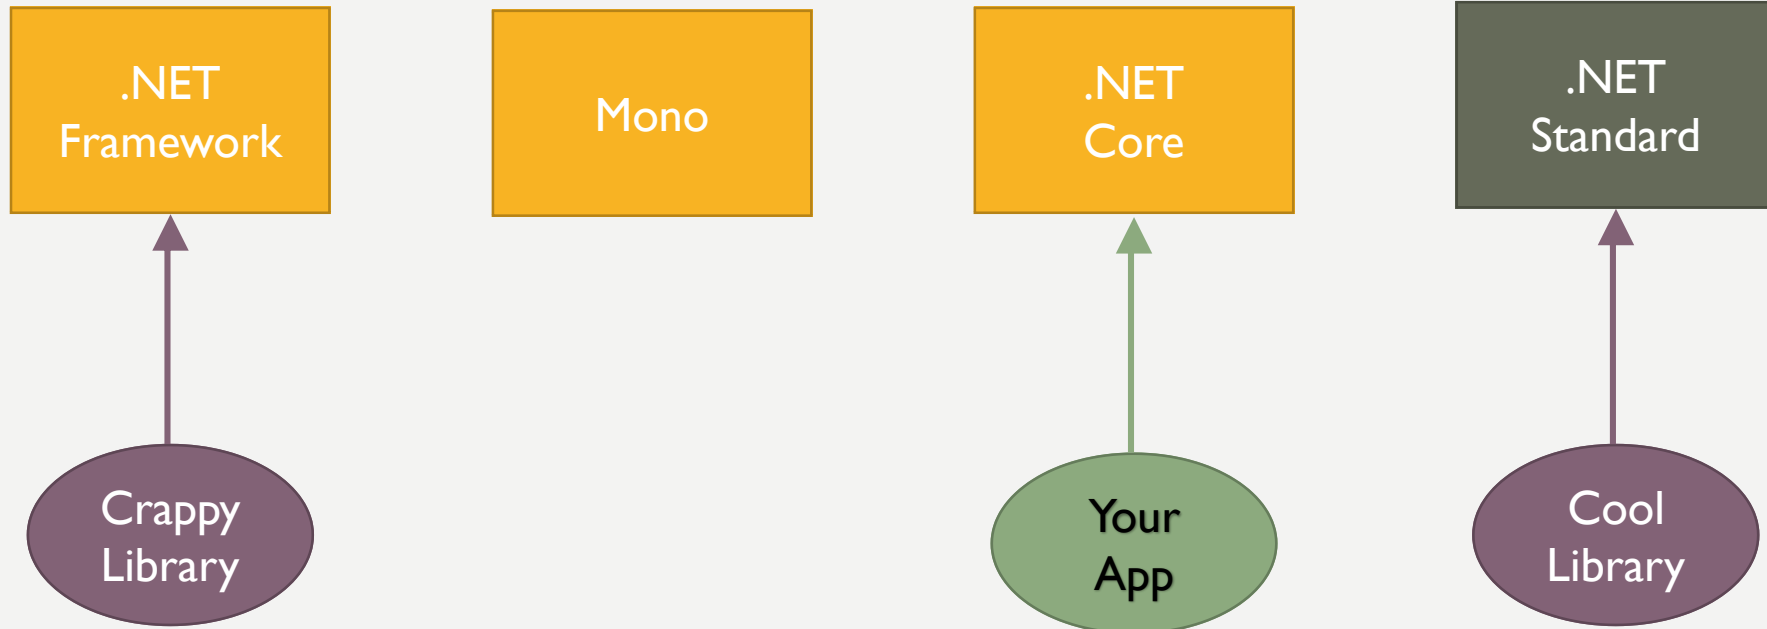 .NET
Framework
Mono
.NET
Core
.NET
Standard
Crappy
Library
Your
App
Cool
Library